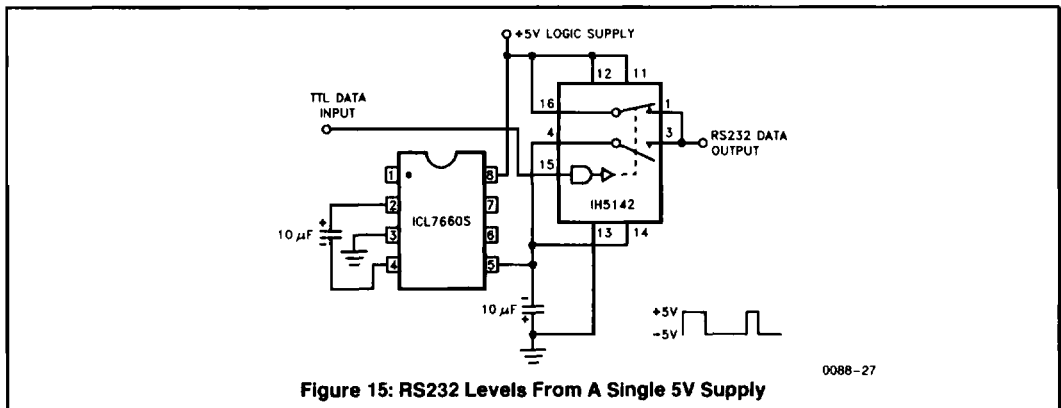 +5V LOGIC SUPPLY
12 11
TTL DATA
INPUT
16 1
4 3
RS232 DATA
OUTPUT
15
IH5142
13 14
1 8
2 7
ICL7660S
3 6
4 5
10 µF
+
-
10 µF
-
+
+5V
-5V
0088-27
Figure 15: RS232 Levels From A Single 5V Supply